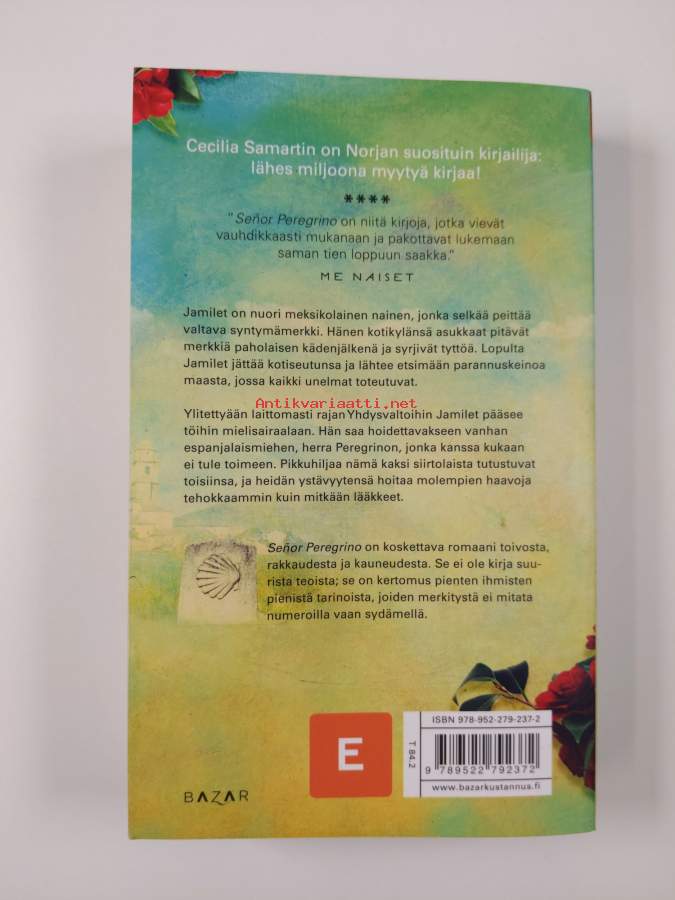 Cecilia Samartin on Norjan suosituin kirjailija:
lähes miljoona myytyä kirjaa!
****
"Señor Peregrino on niitä kirjoja, jotka vievät
vauhdikkaasti mukanaan ja pakottavat lukemaan
saman tien loppuun saakka."
ME NAISET
Jamilet on nuori meksikolainen nainen, jonka selkää peittää
valtava syntymämerkki. Hänen kotikylänsä asukkaat pitävät
merkkiä paholaisen kädenjälkenä ja syrjivät tyttöä. Lopulta
Jamilet jättää kotiseutunsa ja lähtee etsimään parannuskeinoa
maasta, jossa kaikki unelmat toteutuvat.
Antikvariaatti.net
Ylitettyään laittomasti rajan Yhdysvaltoihin Jamilet pääsee
töihin mielisairaalaan. Hän saa hoidettavakseen vanhan
espanjalaismiehen, herra Peregrinon, jonka kanssa kukaan
ei tule toimeen. Pikkuhiljaa nämä kaksi siirtolaista tutustuvat
toisiinsa, ja heidän ystävyytensä hoitaa molempien haavoja
tehokkaammin kuin mitkään lääkkeet.
Señor Peregrino on koskettava romaani toivosta,
rakkaudesta ja kauneudesta. Se ei ole kirja suu-
rista teoista; se on kertomus pienten ihmisten
pienistä tarinoista, joiden merkitystä ei mitata
numeroilla vaan sydämellä.
ISBN 978-952-279-237-2
T 84.2
E
9 789522 792372
www.bazarkustannus.fi
BAZAR